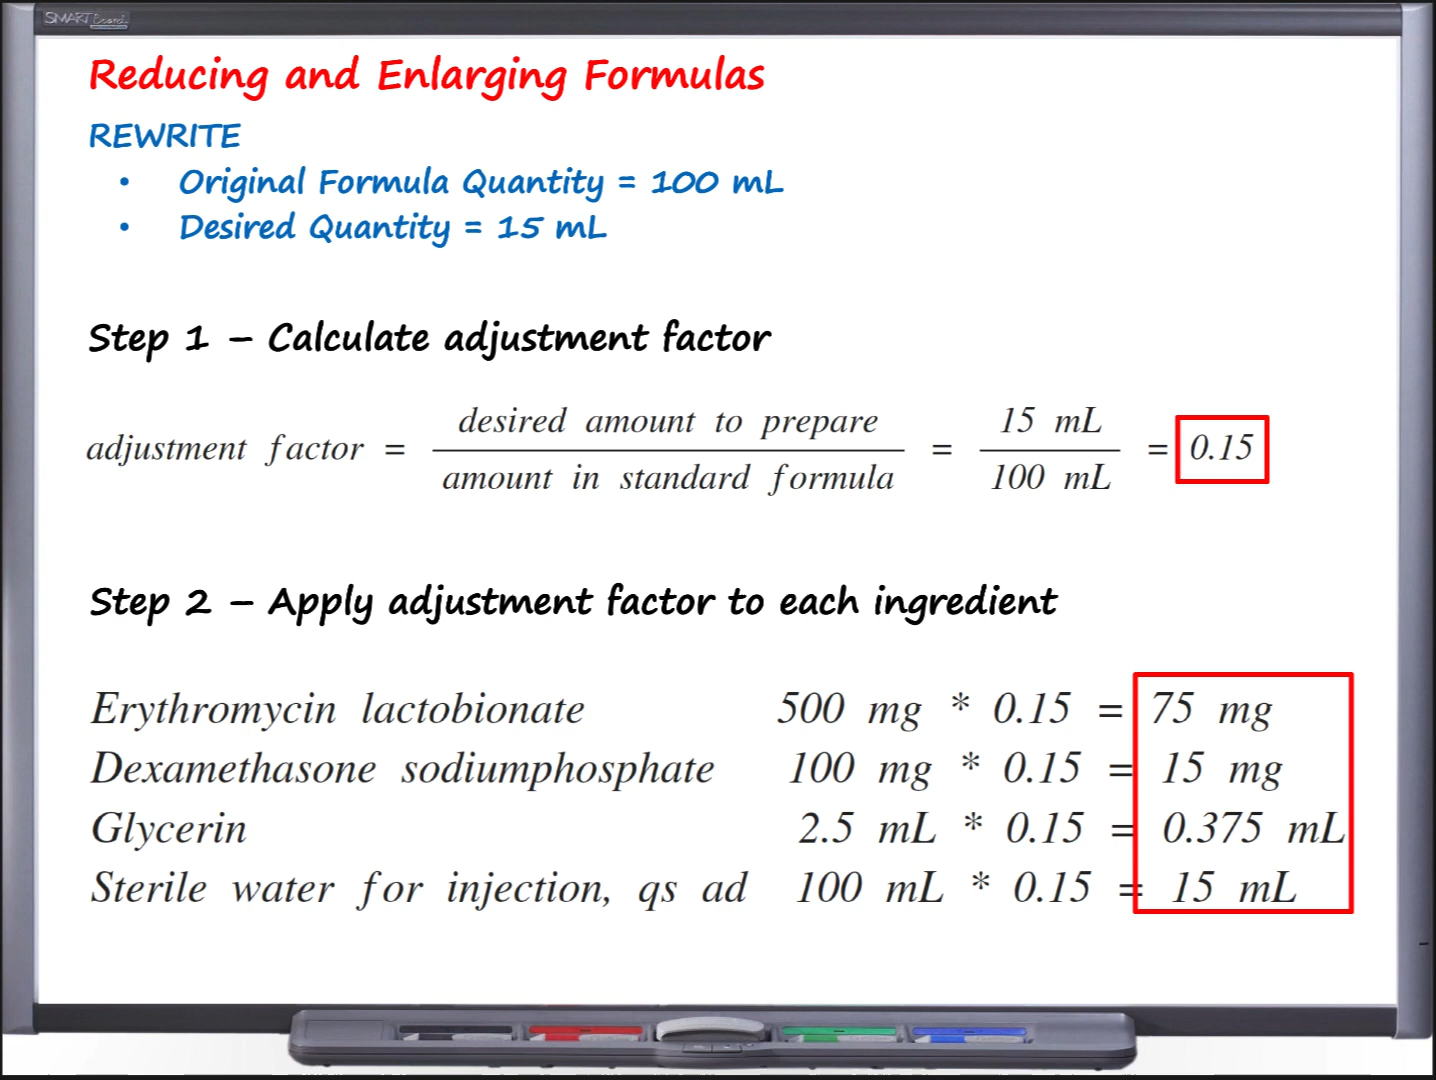 SMART Board
Reducing and Enlarging Formulas
REWRITE
• Original Formula Quantity = 100 mL
• Desired Quantity = 15 mL
Step 1 – Calculate adjustment factor
adjustment factor = desired amount to prepare / amount in standard formula = 15 mL / 100 mL = 0.15
Step 2 – Apply adjustment factor to each ingredient
Erythromycin lactobionate 500 mg * 0.15 = 75 mg
Dexamethasone sodiumphosphate 100 mg * 0.15 = 15 mg
Glycerin 2.5 mL * 0.15 = 0.375 mL
Sterile water for injection, qs ad 100 mL * 0.15 = 15 mL